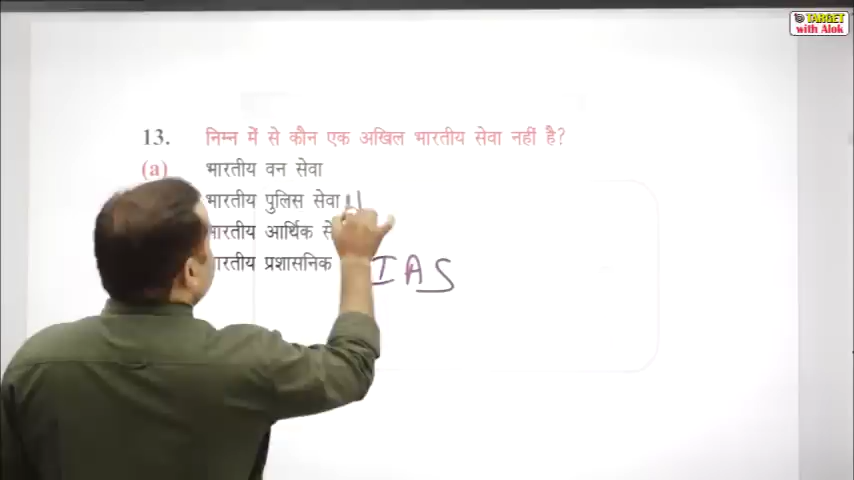 TARGET
with Alok
13. निम्न में से कौन एक अखिल भारतीय सेवा नहीं है?
(a) भारतीय वन सेवा
भारतीय पुलिस सेवा
भारतीय आर्थिक
भारतीय प्रशासनिक
IAS